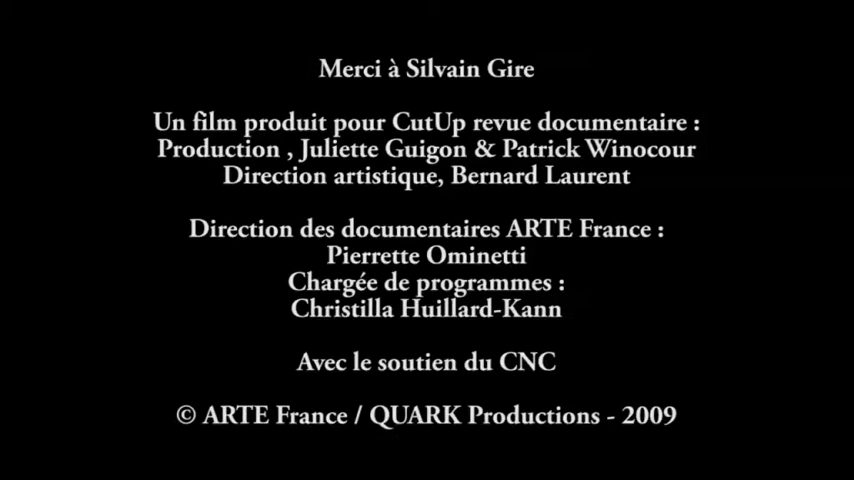 Merci à Silvain Gire
Un film produit pour CutUp revue documentaire :
Production , Juliette Guigon & Patrick Winocour
Direction artistique, Bernard Laurent
Direction des documentaires ARTE France :
Pierrette Ominetti
Chargée de programmes :
Christilla Huillard-Kann
Avec le soutien du CNC
© ARTE France / QUARK Productions - 2009